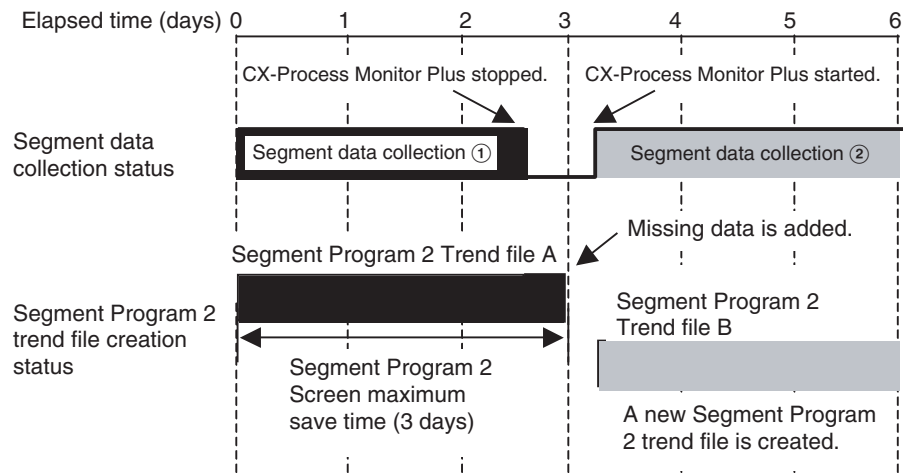 Elapsed time (days) 0 1 2 3 4 5 6
CX-Process Monitor Plus stopped.
CX-Process Monitor Plus started.
Segment data
collection status
Segment data collection ①
Segment data collection ②
Missing data is added.
Segment Program 2 Trend file A
Segment Program 2
trend file creation
status
Segment Program 2
Screen maximum
save time (3 days)
Segment Program 2
Trend file B
A new Segment Program
2 trend file is created.